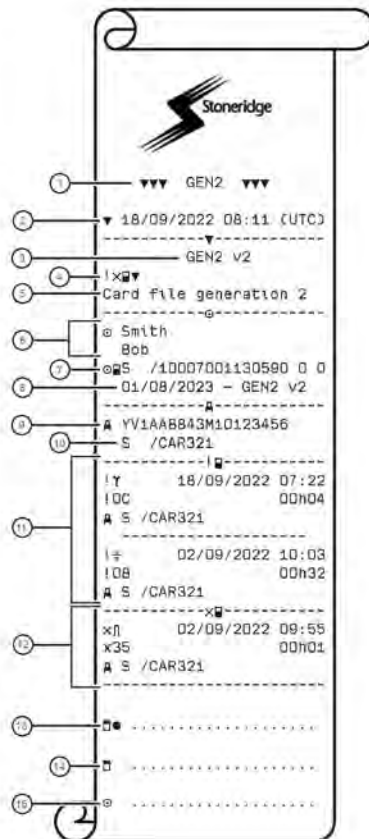 Stoneridge
1 ▼▼▼ GEN2 ▼▼▼
2 ▼ 18/09/2022 08:11 (UTC)
▼
3 GEN2 v2
4 !×▼
5 Card file generation 2
6 Smith
Bob
7 S /10007001130590 0 0
8 01/08/2023 - GEN2 v2
A
9 A YV1AAB843M10123456
10 S /CAR321
!
11 !Y 18/09/2022 07:22
!0C 00h04
A S /CAR321
!÷ 02/09/2022 10:03
!08 00h32
A S /CAR321
×
12 ×Π 02/09/2022 09:55
x35 00h01
A S /CAR321
13 ....................
14 ....................
15 ....................